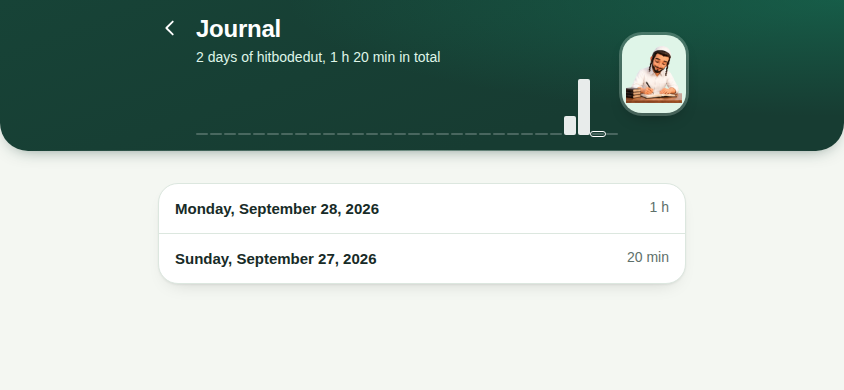 Journal
2 days of hitbodedut, 1 h 20 min in total
Monday, September 28, 2026 1 h
Sunday, September 27, 2026 20 min